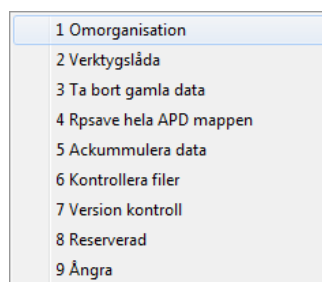 1 Omorganisation
2 Verktygslåda
3 Ta bort gamla data
4 Rpsave hela APD mappen
5 Ackummulera data
6 Kontrollera filer
7 Version kontroll
8 Reserverad
9 Ångra